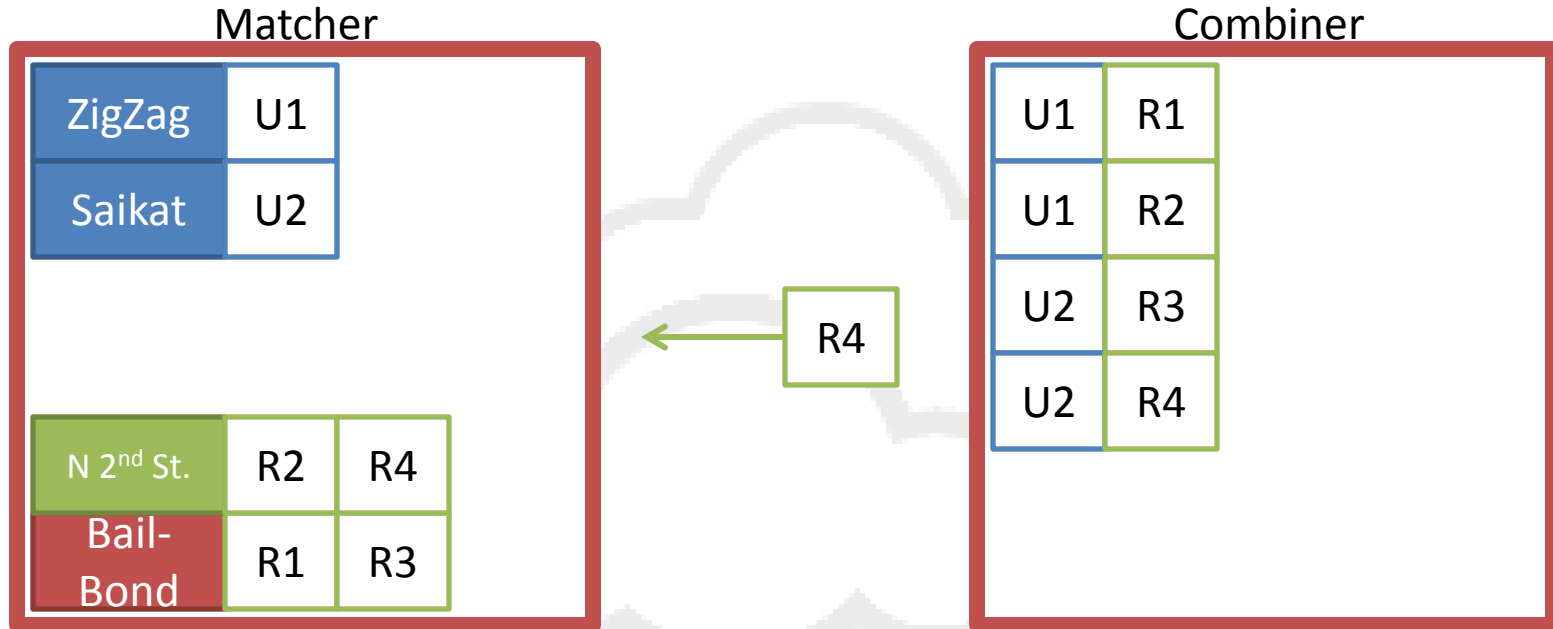 Matcher
ZigZag U1
Saikat U2
N 2nd St. R2 R4
Bail-
Bond R1 R3
R4
Combiner
U1 R1
U1 R2
U2 R3
U2 R4